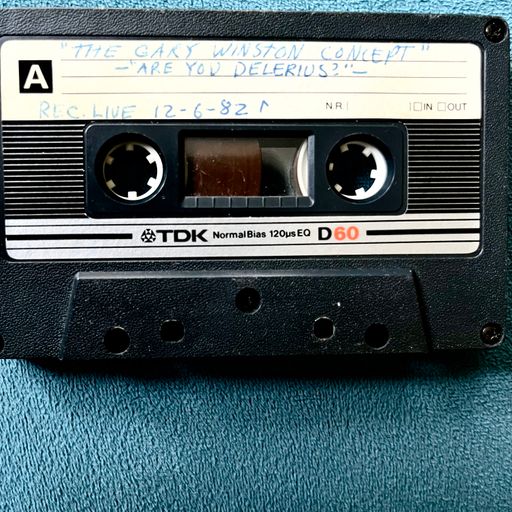 "THE GARY WINSTON CONCEPT"
A
—"ARE YOU DELERIUS?"—
REC. LIVE 12-6-82
N.R. IN OUT
TDK Normal Bias 120µs EQ D60